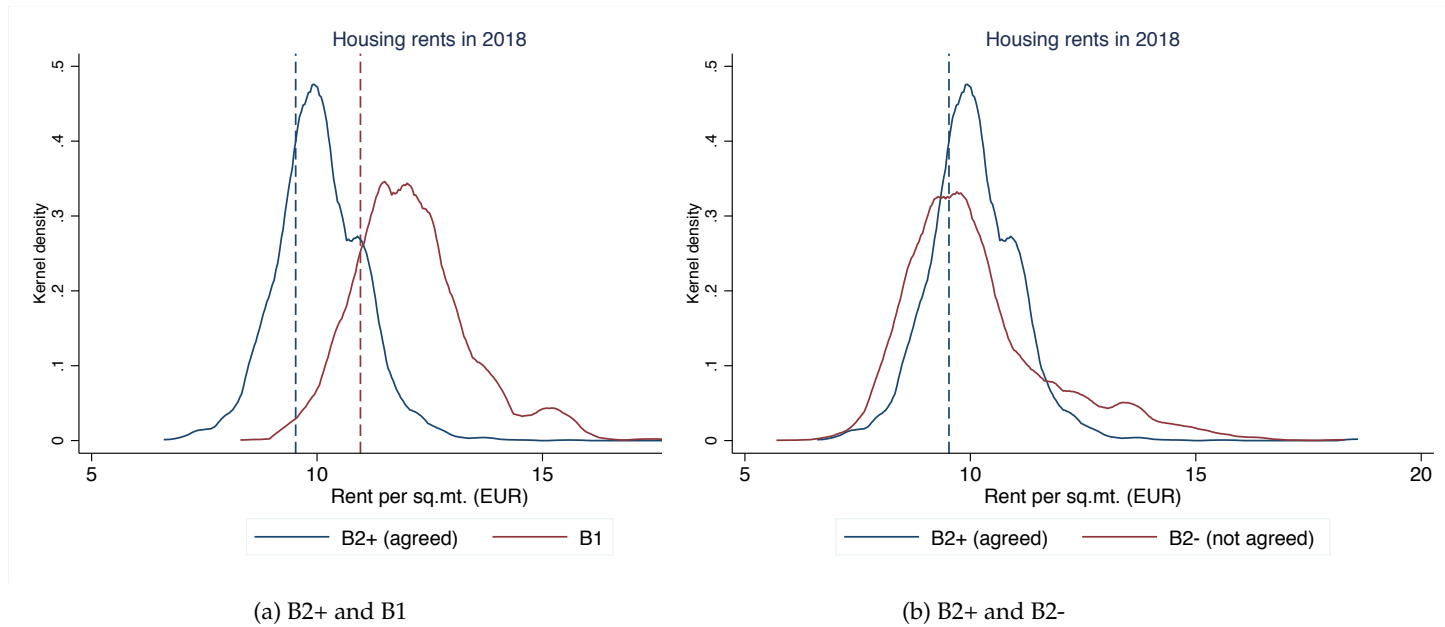 Housing rents in 2018
.5
.4
.3
.2
.1
0
Kernel density
5
10
15
Rent per sq.mt. (EUR)
B2+ (agreed)
B1
(a) B2+ and B1
Housing rents in 2018
.5
.4
.3
.2
.1
0
Kernel density
5
10
15
20
Rent per sq.mt. (EUR)
B2+ (agreed)
B2- (not agreed)
(b) B2+ and B2-